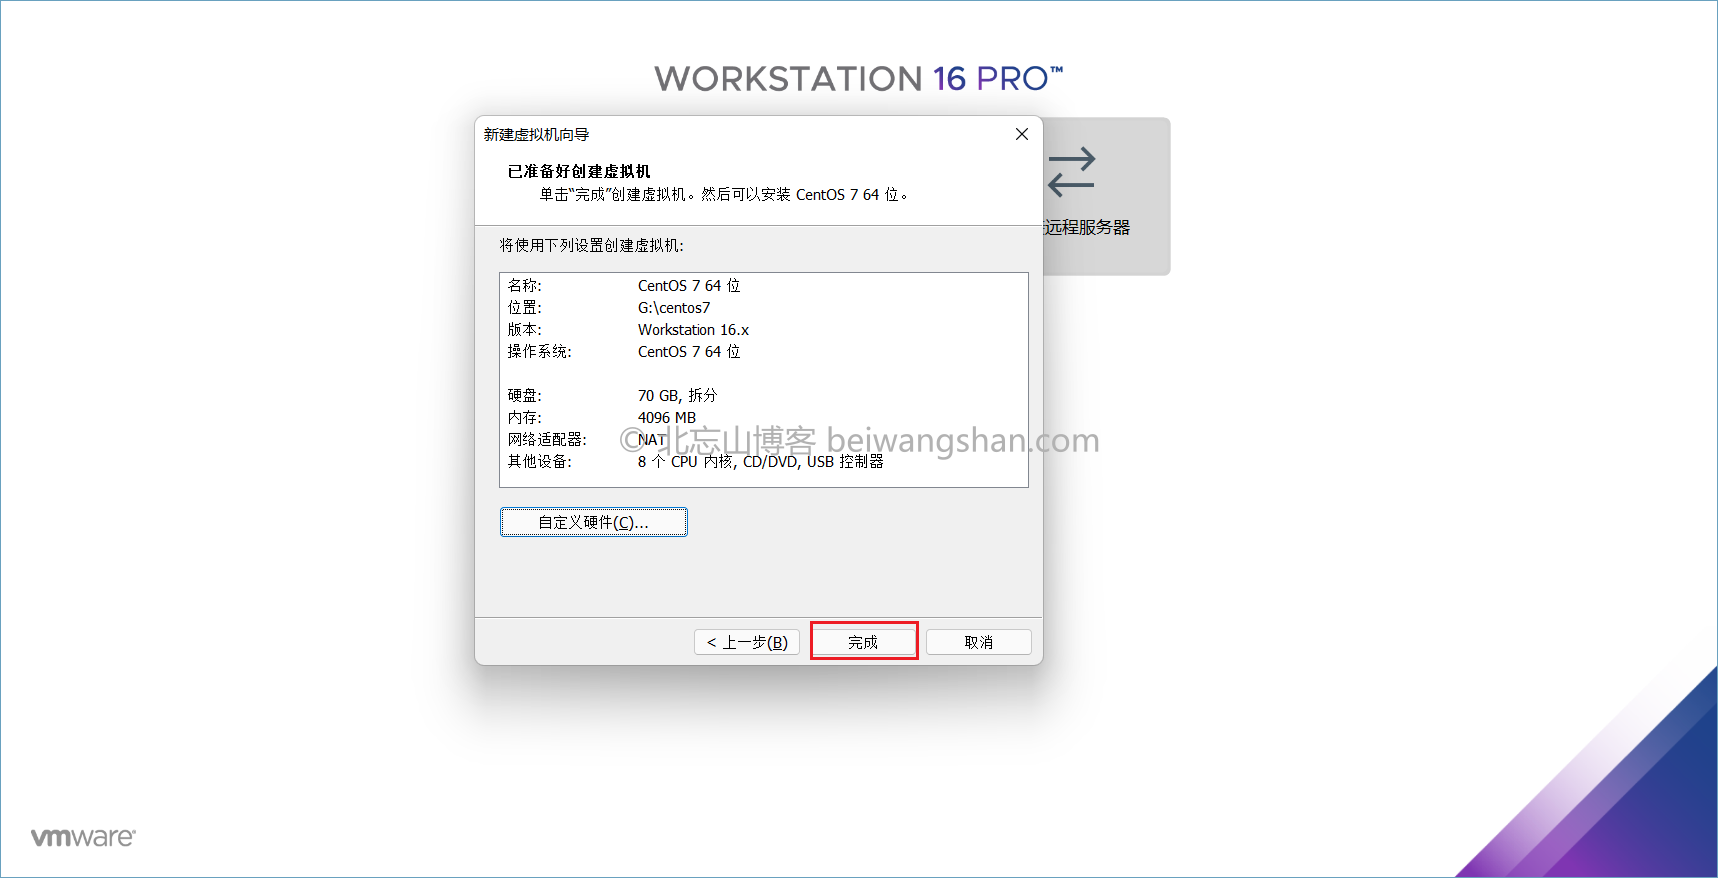 WORKSTATION 16 PRO™
新建虚拟机向导
已准备好创建虚拟机
单击“完成”创建虚拟机。然后可以安装 CentOS 7 64 位。
远程服务器
将使用下列设置创建虚拟机:
名称: CentOS 7 64 位
位置: G:\centos7
版本: Workstation 16.x
操作系统: CentOS 7 64 位
硬盘: 70 GB, 拆分
内存: 4096 MB
网络适配器: NAT
© 北忘山博客 beiwangshan.com
其他设备: 8 个 CPU 内核, CD/DVD, USB 控制器
自定义硬件(C)...
< 上一步(B) 完成 取消
vmware®